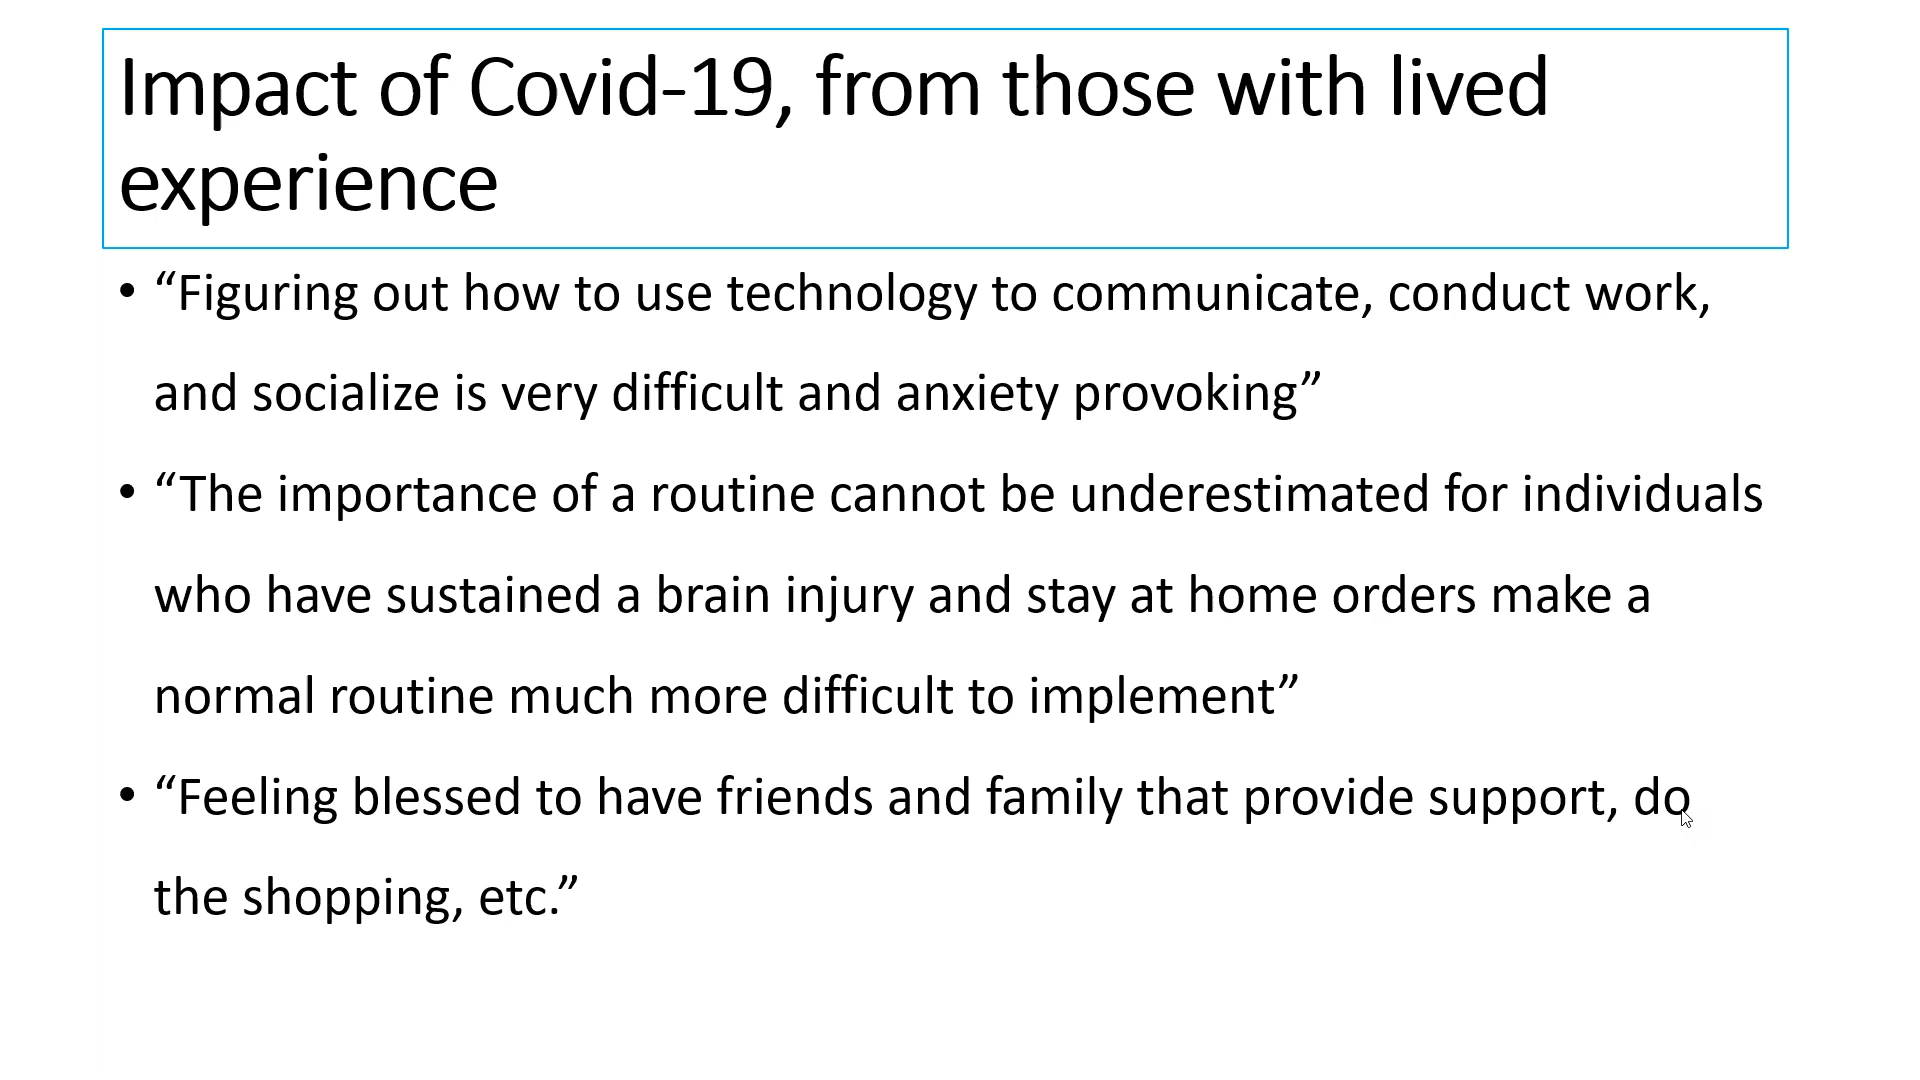 Impact of Covid-19, from those with lived
experience
• “Figuring out how to use technology to communicate, conduct work,
and socialize is very difficult and anxiety provoking”
• “The importance of a routine cannot be underestimated for individuals
who have sustained a brain injury and stay at home orders make a
normal routine much more difficult to implement”
• “Feeling blessed to have friends and family that provide support, do
the shopping, etc.”